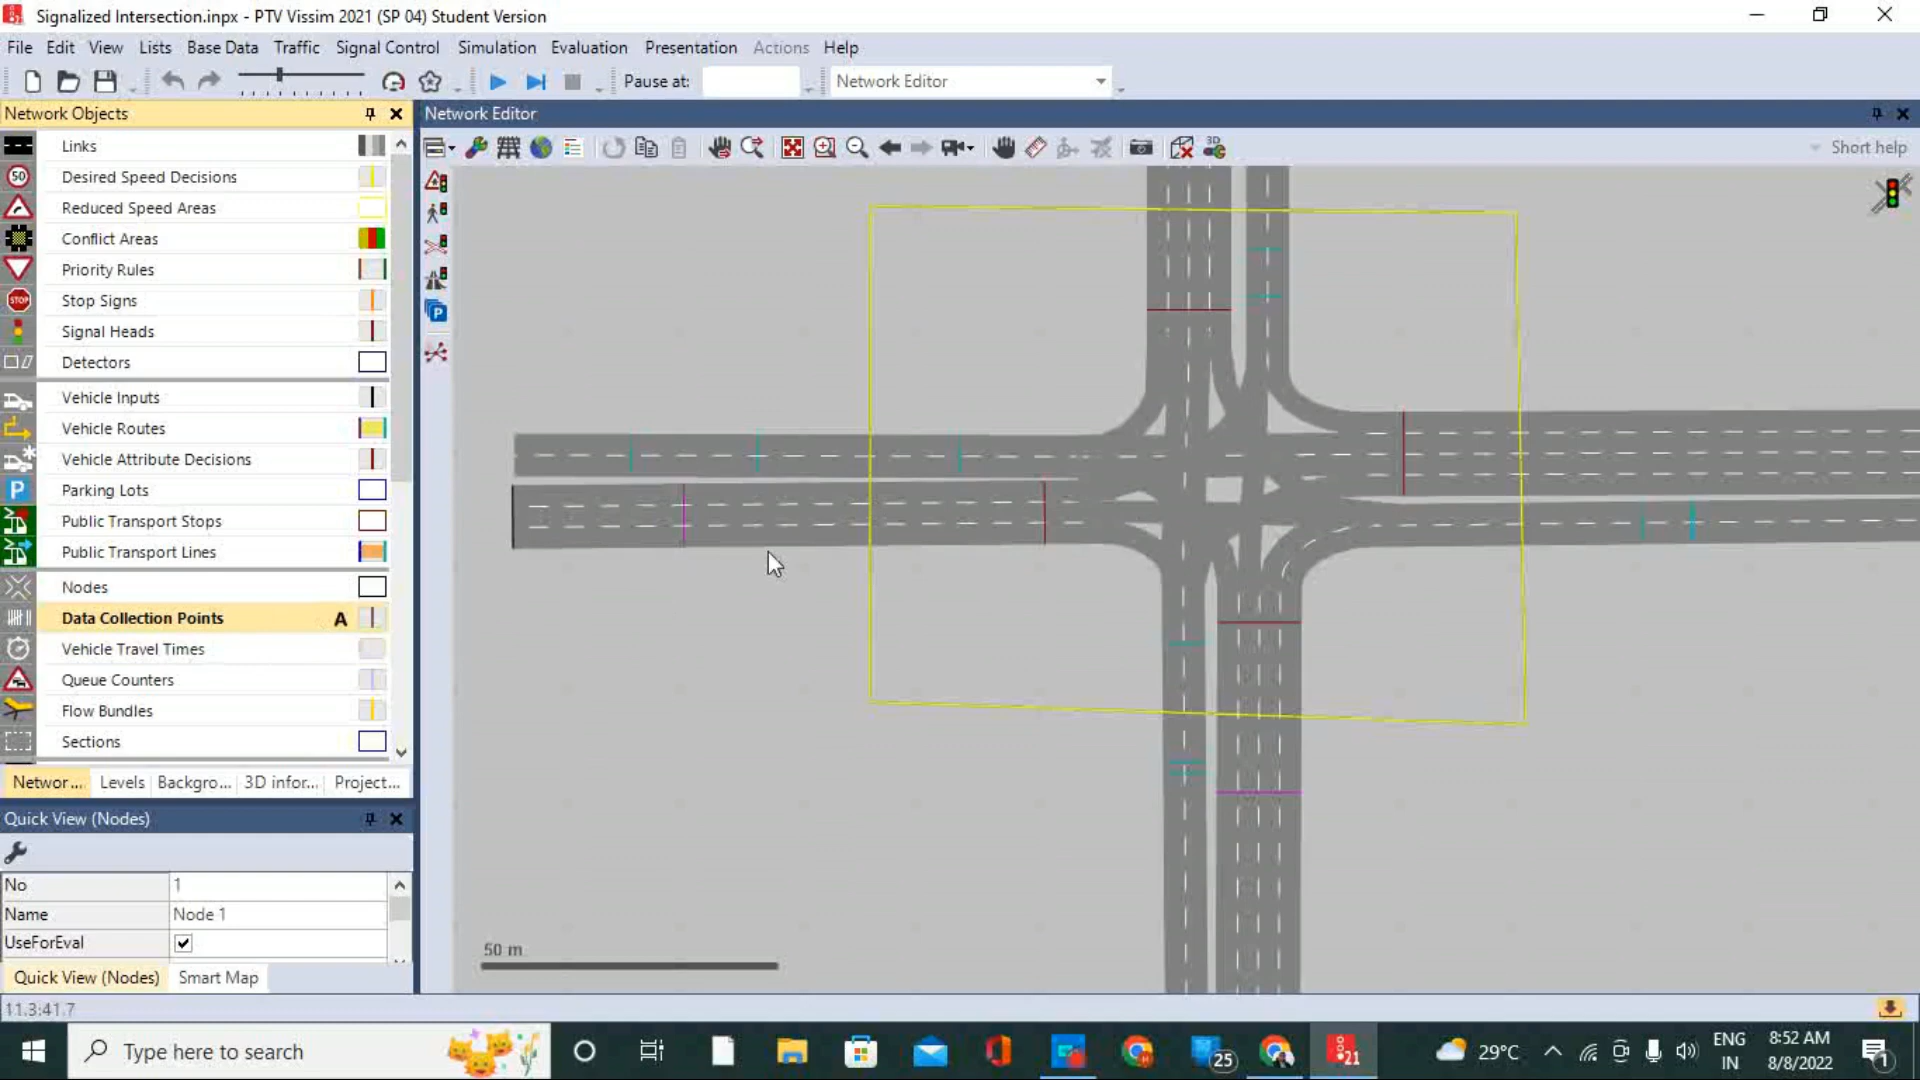 Signalized Intersection.inpx - PTV Vissim 2021 (SP 04) Student Version
File Edit View Lists Base Data Traffic Signal Control Simulation Evaluation Presentation Actions Help
Pause at: Network Editor
Network Objects
Links
50 Desired Speed Decisions
Reduced Speed Areas
Conflict Areas
Priority Rules
STOP Stop Signs
Signal Heads
Detectors
Vehicle Inputs
Vehicle Routes
Vehicle Attribute Decisions
P Parking Lots
Public Transport Stops
Public Transport Lines
Nodes
Data Collection Points A
Vehicle Travel Times
Queue Counters
Flow Bundles
Sections
Networ... Levels Backgro... 3D infor... Project...
Quick View (Nodes)
No 1
Name Node 1
UseForEval
Quick View (Nodes) Smart Map
Network Editor
3D
Short help
P
50 m
11.3:41.7
Type here to search
25
21
29°C
ENG
IN
8:52 AM
8/8/2022
1